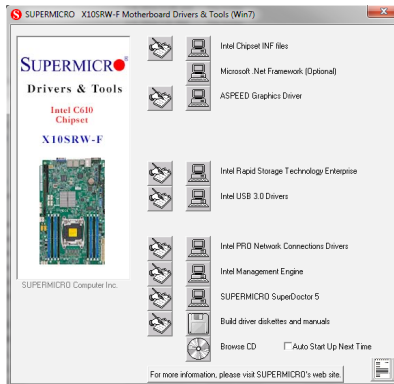 SUPERMICRO X10SRW-F Motherboard Drivers & Tools (Win7)
SUPERMICRO
Drivers & Tools
Intel C610
Chipset
X10SRW-F
SUPERMICRO Computer Inc.
Intel Chipset INF files
Microsoft .Net Framework (Optional)
ASPEED Graphics Driver
Intel Rapid Storage Technology Enterprise
Intel USB 3.0 Drivers
Intel PRO Network Connections Drivers
Intel Management Engine
SUPERMICRO SuperDoctor 5
Build driver diskettes and manuals
Browse CD
Auto Start Up Next Time
For more information, please visit SUPERMICRO's web site.